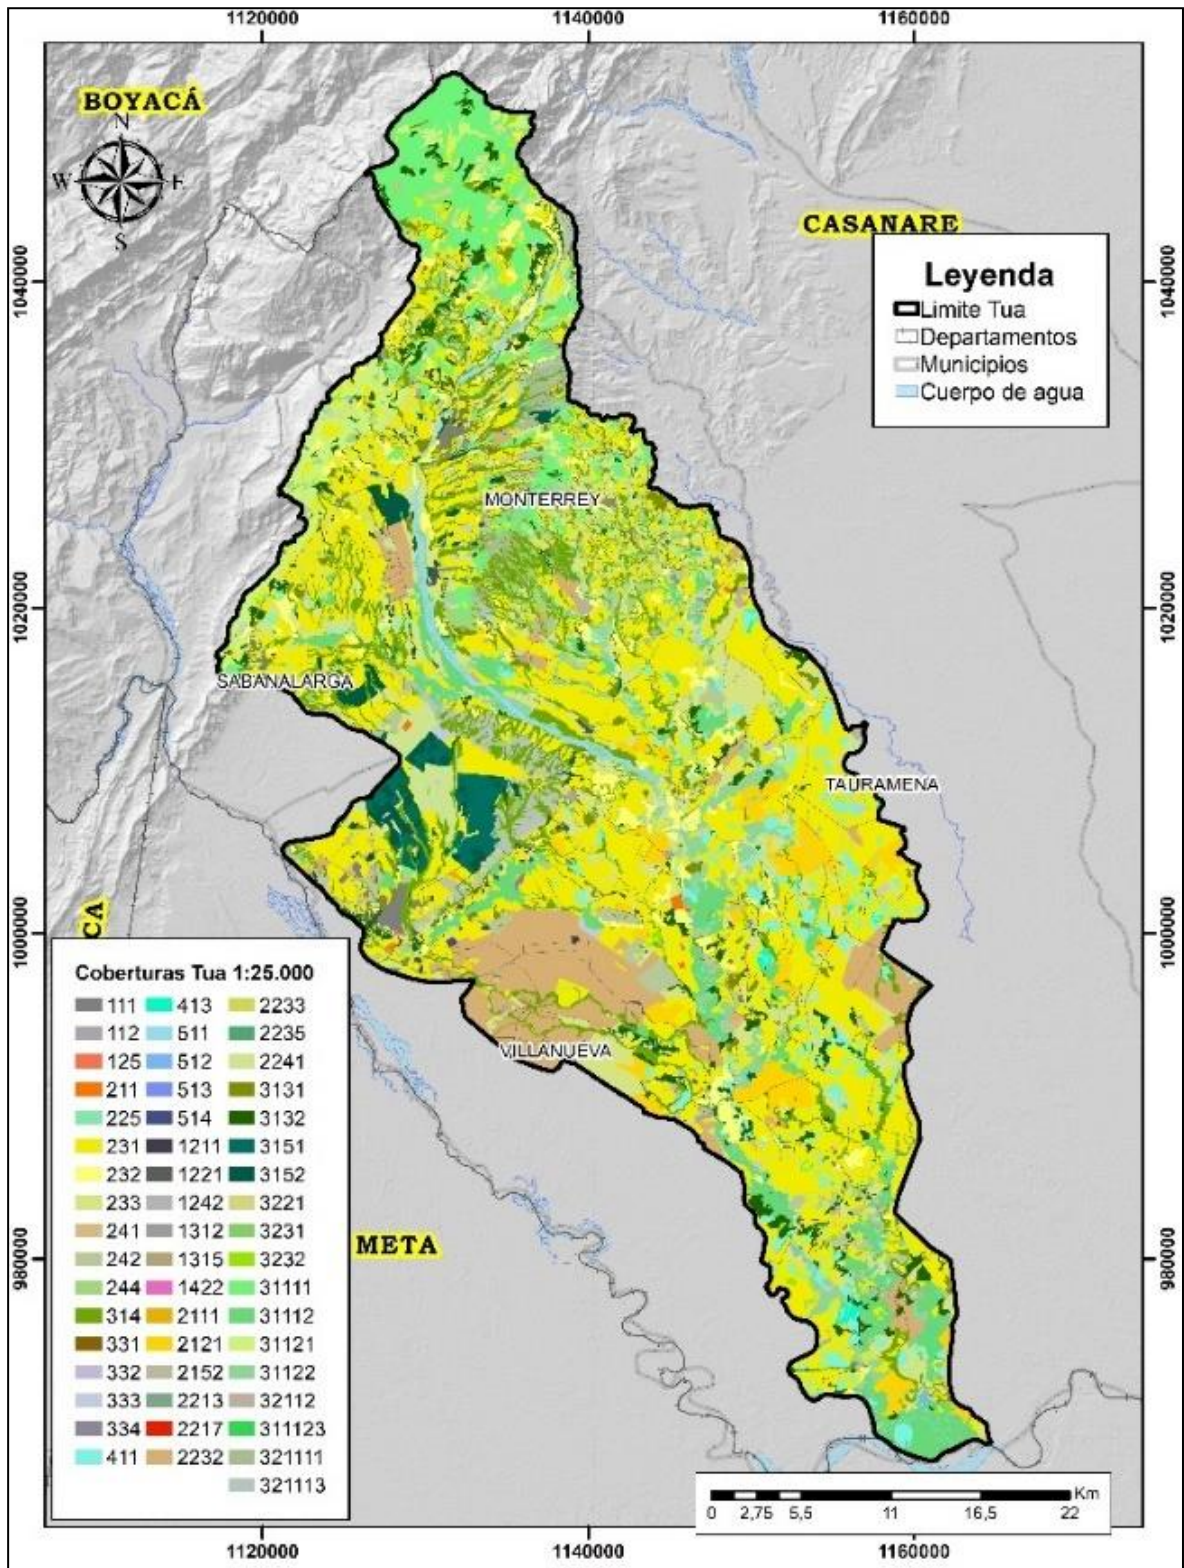 1120000
1140000
1160000
BOYACÁ
N
W
E
S
CASANARE
1040000
1040000
Leyenda
Limite Tua
Departamentos
Municipios
Cuerpo de agua
MONTERREY
1020000
1020000
SABANALARGA
TAURAMENA
CA
1000000
1000000
VILLANUEVA
Coberturas Tua 1:25.000
111 413 2233
112 511 2235
125 512 2241
211 513 3131
225 514 3132
231 1211 3151
232 1221 3152
233 1242 3221
241 1312 3231
242 1315 3232
244 1422 31111
314 2111 31112
331 2121 31121
332 2152 31122
333 2213 32112
334 2217 311123
411 2232 321111
321113
META
980000
980000
Km
0 2,75 5,5 11 16,5 22
1120000
1140000
1160000